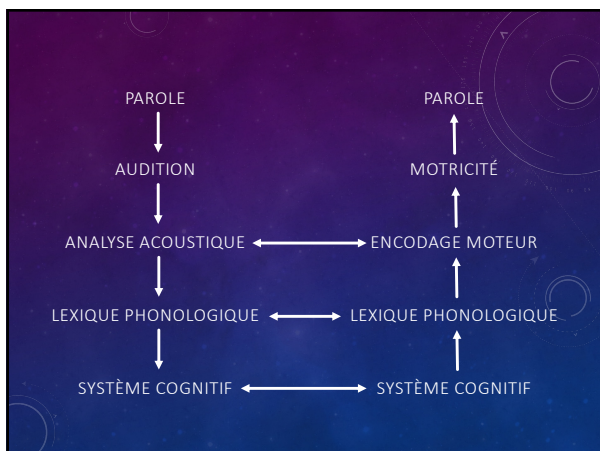 PAROLE PAROLE
AUDITION MOTRICITÉ
ANALYSE ACOUSTIQUE ENCODAGE MOTEUR
LEXIQUE PHONOLOGIQUE LEXIQUE PHONOLOGIQUE
SYSTÈME COGNITIF SYSTÈME COGNITIF